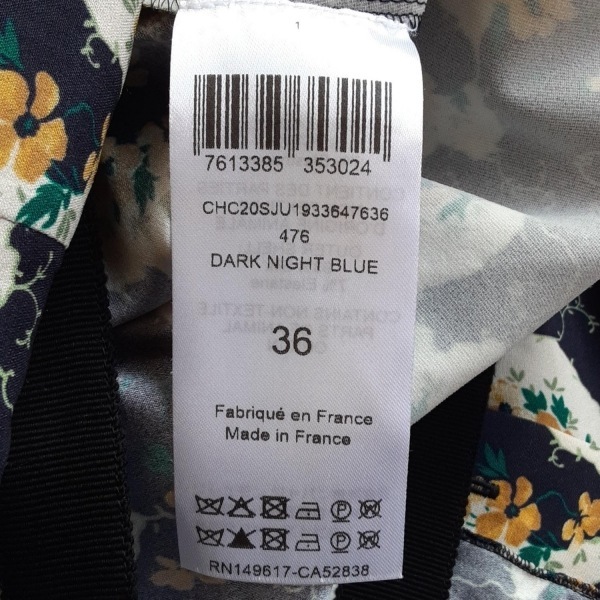 1
7613385 353024
CHC20SJU1933647636
476
DARK NIGHT BLUE
36
Fabriqué en France
Made in France
P
P
RN149617-CA52838